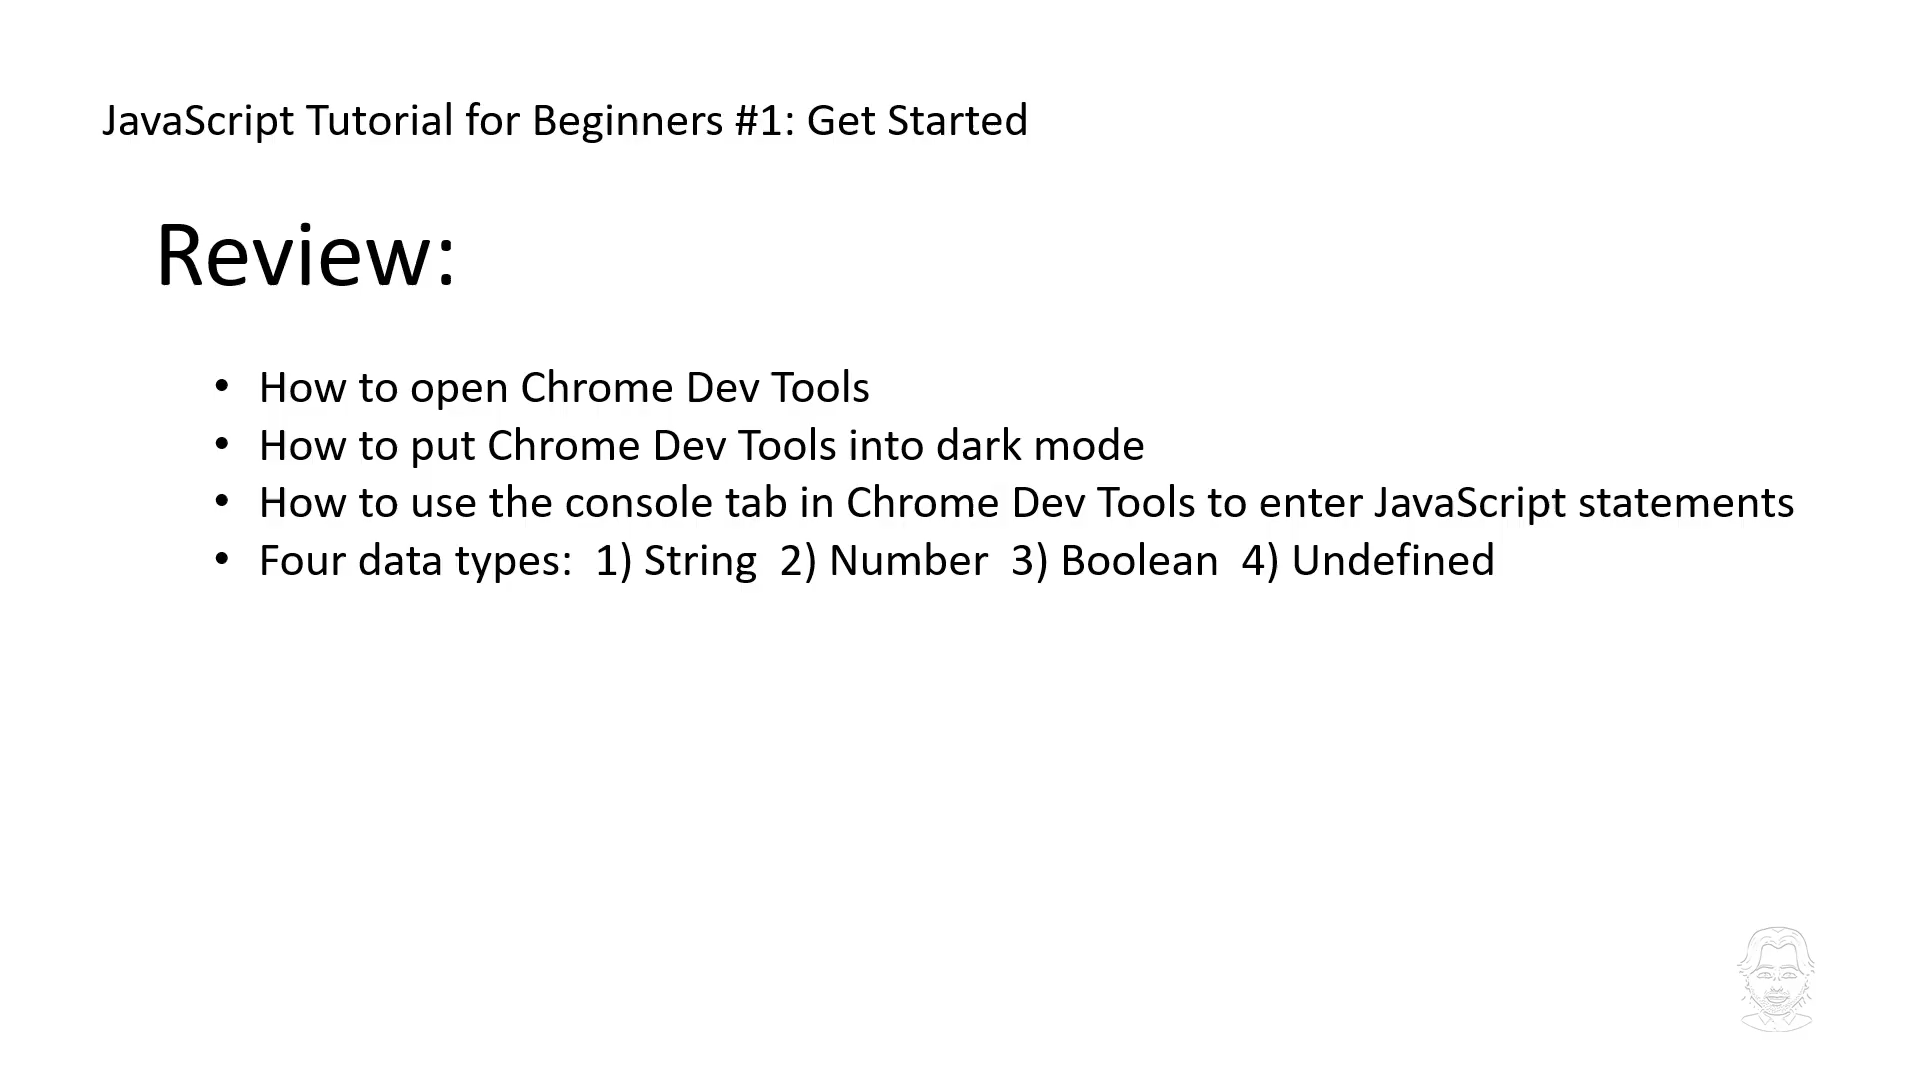 JavaScript Tutorial for Beginners #1: Get Started
Review:
• How to open Chrome Dev Tools
• How to put Chrome Dev Tools into dark mode
• How to use the console tab in Chrome Dev Tools to enter JavaScript statements
• Four data types:  1) String  2) Number  3) Boolean  4) Undefined